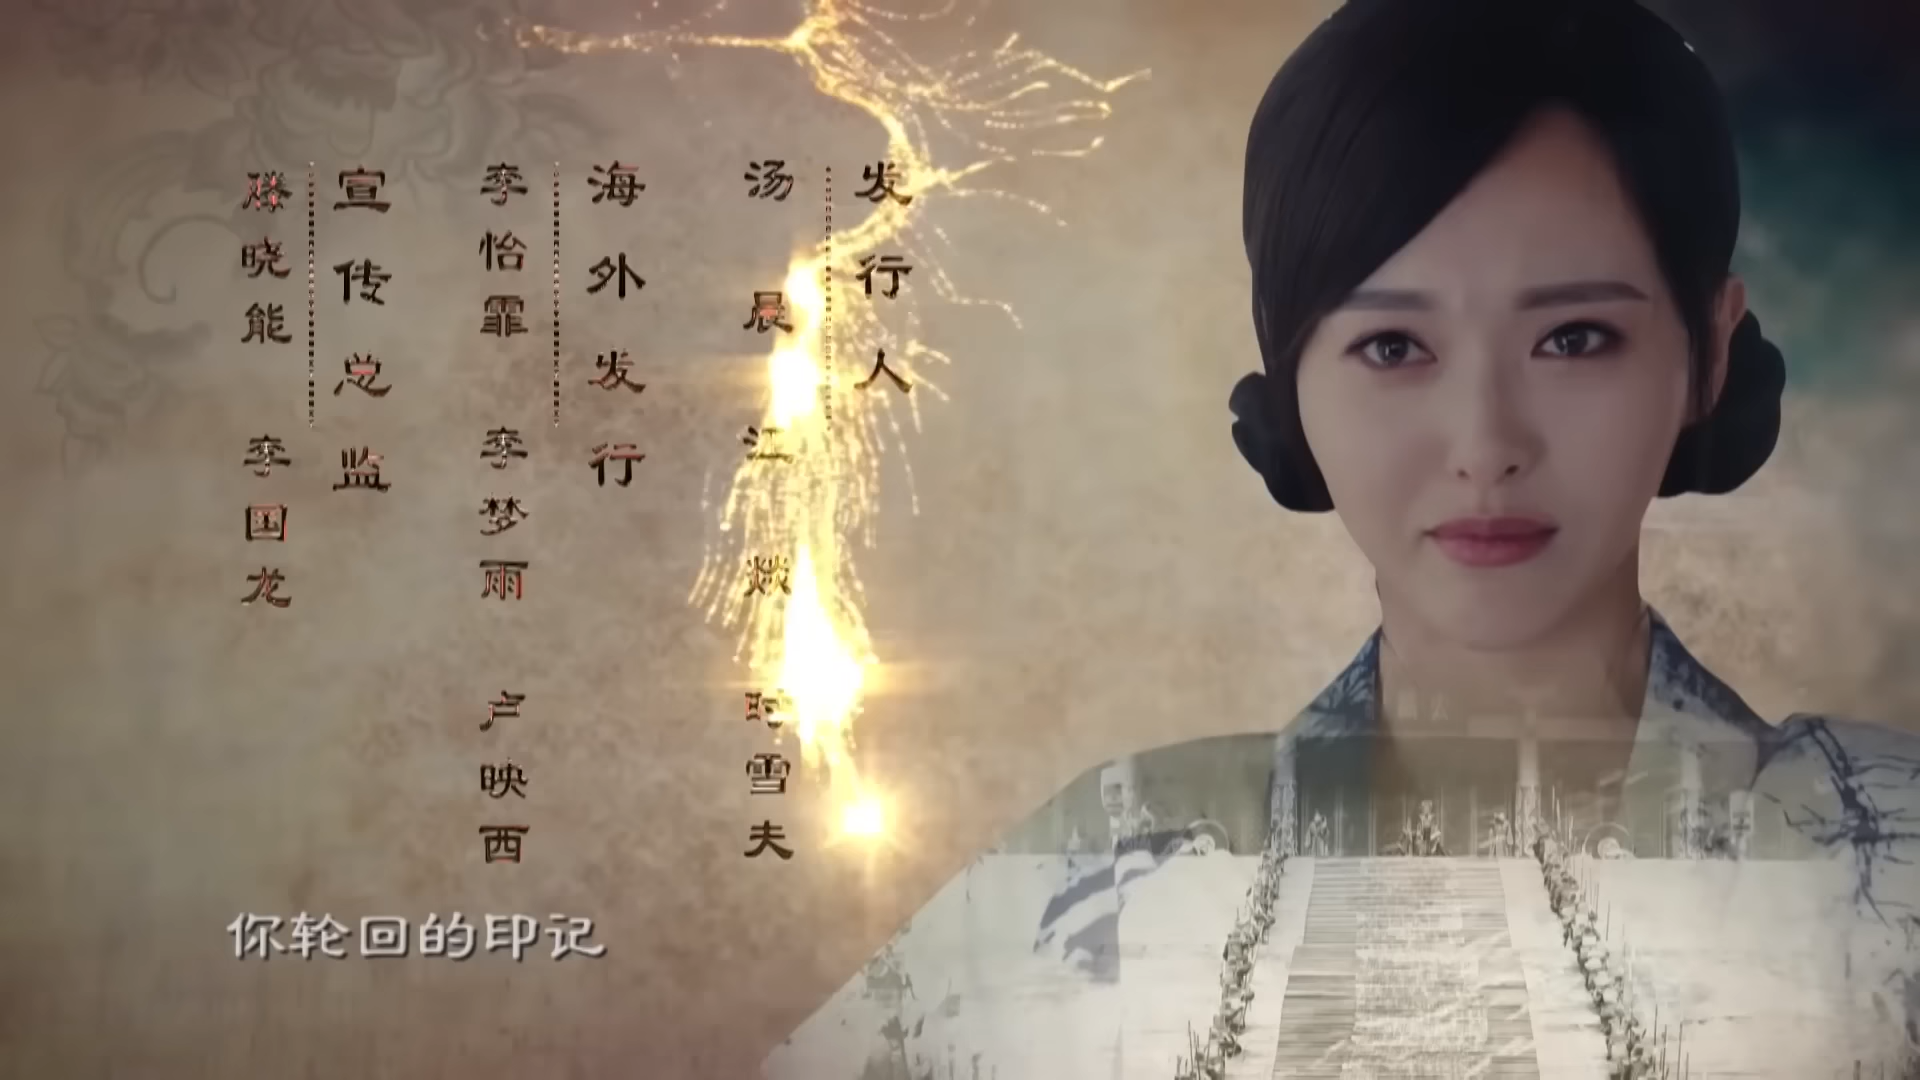 发行人
汤晨 江燚 时雪夫
海外发行
李怡霏 李梦雨 卢映西
宣传总监
滕晓能 李国龙
你轮回的印记